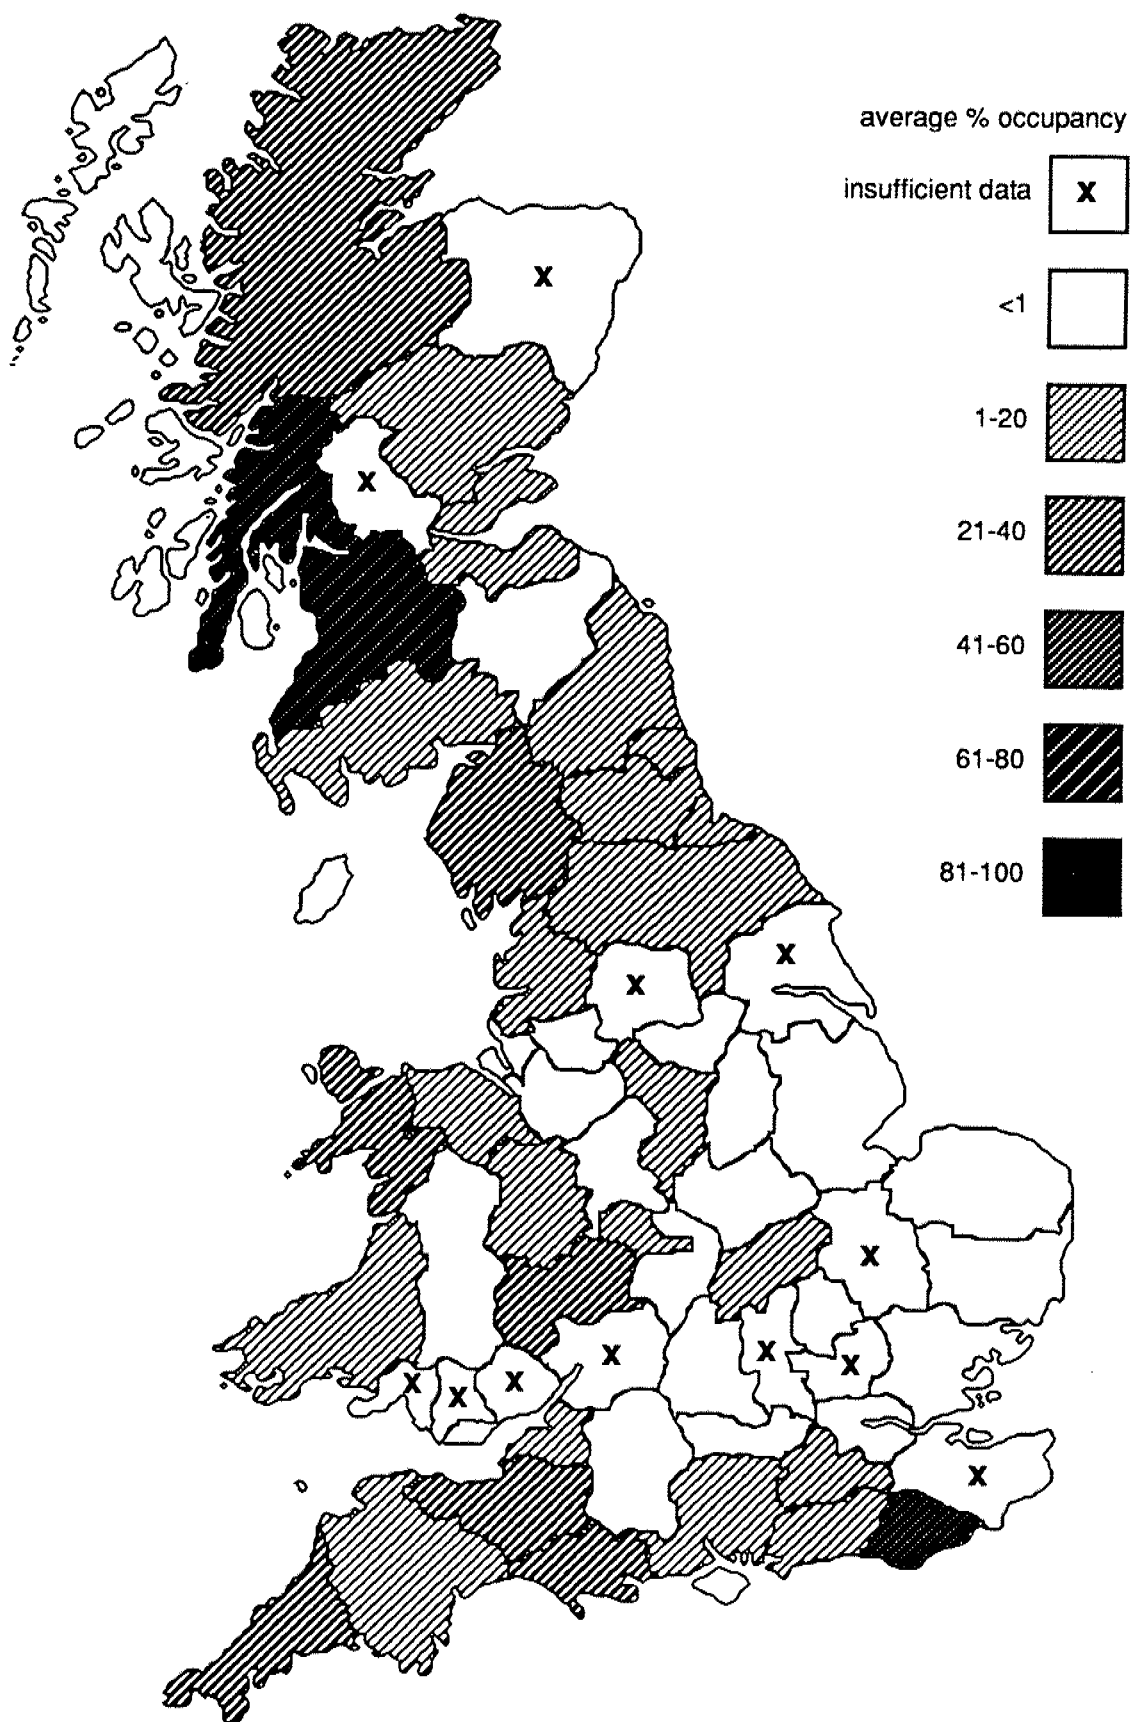 average % occupancy
insufficient data X
<1
1-20
21-40
41-60
61-80
81-100
X
X
X
X
X
X
X
X
X
X
X
X